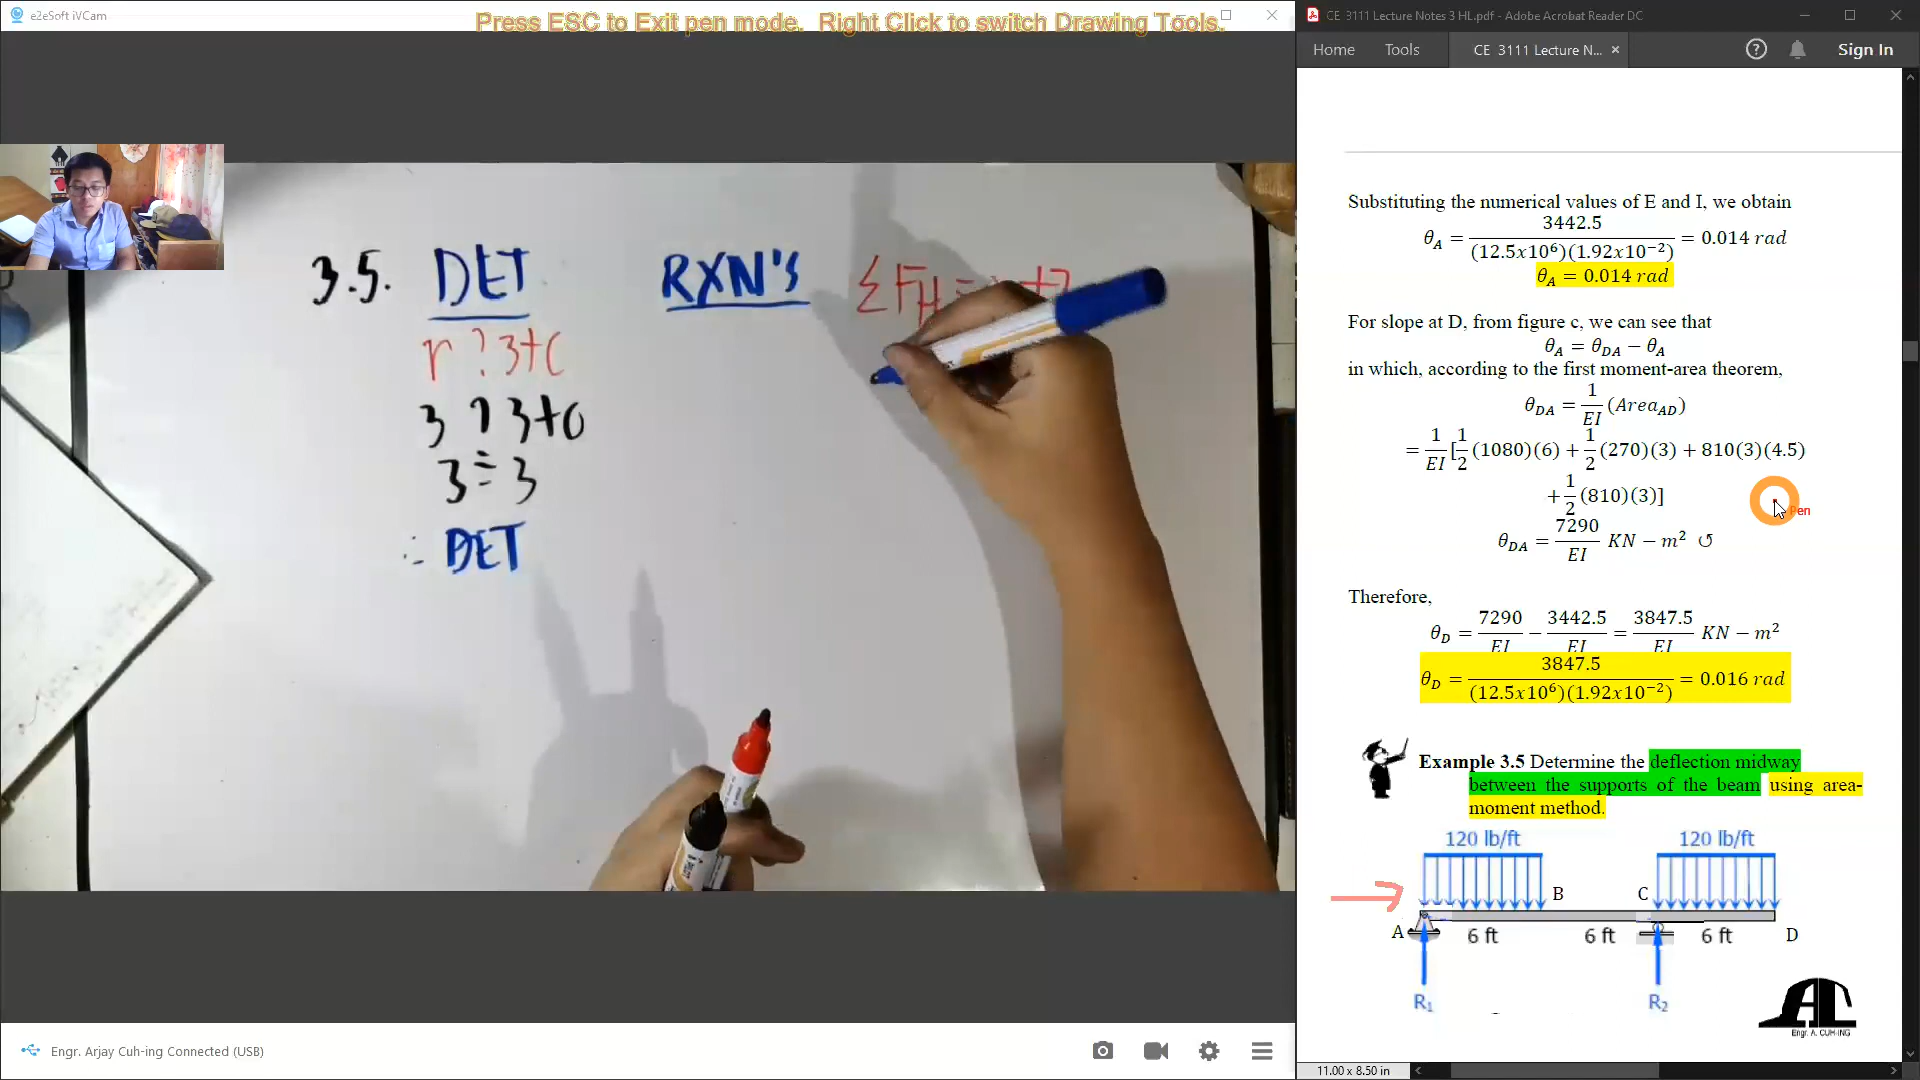 e2eSoft iVCam
Press ESC to Exit pen mode. Right Click to switch Drawing Tools.
3.5. DET
r ? 3+C
3 ? 3+0
3 = 3
∴ DET
RXN's
ΣFH =
Engr. Arjay Cuh-ing Connected (USB)
CE 3111 Lecture Notes 3 HL.pdf - Adobe Acrobat Reader DC
Home Tools CE 3111 Lecture N... × Sign In
Substituting the numerical values of E and I, we obtain
θA = 3442.5 / (12.5x10⁶)(1.92x10⁻²) = 0.014 rad
θA = 0.014 rad
For slope at D, from figure c, we can see that
θA = θDA − θA
in which, according to the first moment-area theorem,
θDA = 1/EI (AreaAD)
= 1/EI [1/2 (1080)(6) + 1/2 (270)(3) + 810(3)(4.5)
+ 1/2 (810)(3)]
Pen
θDA = 7290/EI KN − m² ↺
Therefore,
θD = 7290/EI − 3442.5/EI = 3847.5/EI KN − m²
θD = 3847.5 / (12.5x10⁶)(1.92x10⁻²) = 0.016 rad
Example 3.5 Determine the deflection midway
between the supports of the beam using area-
moment method.
120 lb/ft 120 lb/ft
B C
A 6 ft 6 ft 6 ft D
R₁ R₂
AC
Engr. A. CUH-ING
11.00 x 8.50 in